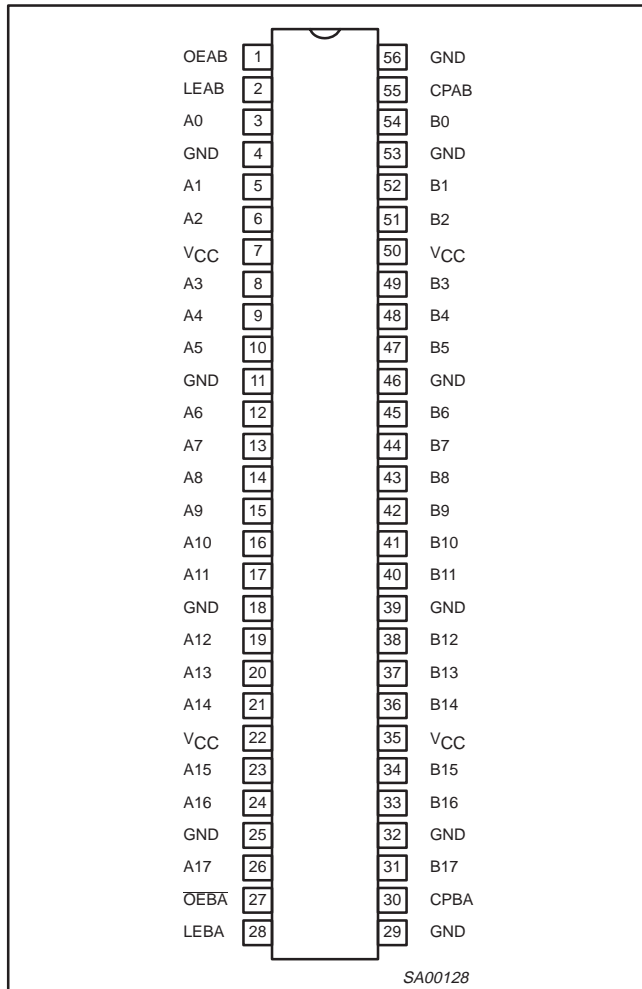 OEAB 1 56 GND
LEAB 2 55 CPAB
A0 3 54 B0
GND 4 53 GND
A1 5 52 B1
A2 6 51 B2
VCC 7 50 VCC
A3 8 49 B3
A4 9 48 B4
A5 10 47 B5
GND 11 46 GND
A6 12 45 B6
A7 13 44 B7
A8 14 43 B8
A9 15 42 B9
A10 16 41 B10
A11 17 40 B11
GND 18 39 GND
A12 19 38 B12
A13 20 37 B13
A14 21 36 B14
VCC 22 35 VCC
A15 23 34 B15
A16 24 33 B16
GND 25 32 GND
A17 26 31 B17
OEBA 27 30 CPBA
LEBA 28 29 GND
SA00128